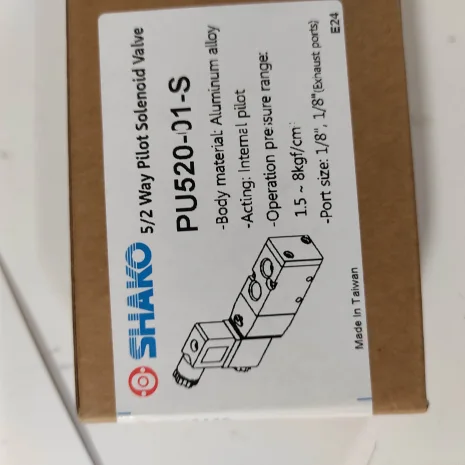 SHAKO
5/2 Way Pilot Solenoid Valve
PU520-01-S
-Body material: Aluminum alloy
-Acting: Internal pilot
-Operation pressure range:
1.5 ~ 8kgf/cm
-Port size: 1/8", 1/8"(Exhaust ports)
E24
Made In Taiwan